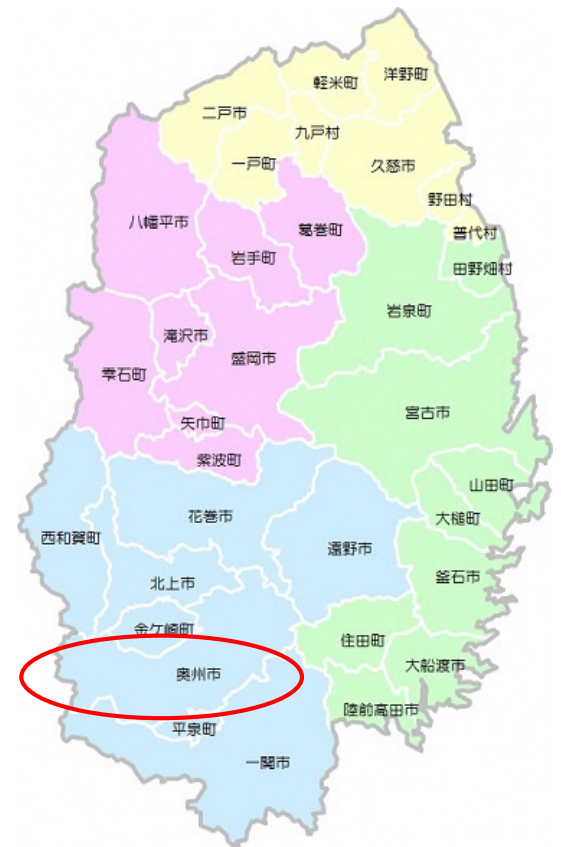 洋野町
軽米町
二戸市
九戸村
一戸町
久慈市
野田村
八幡平市
葛巻町
普代村
岩手町
田野畑村
岩泉町
滝沢市
盛岡市
雫石町
宮古市
矢巾町
紫波町
山田町
花巻市
大槌町
西和賀町
遠野市
釜石市
北上市
金ケ崎町
住田町
大船渡市
奥州市
陸前高田市
平泉町
一関市